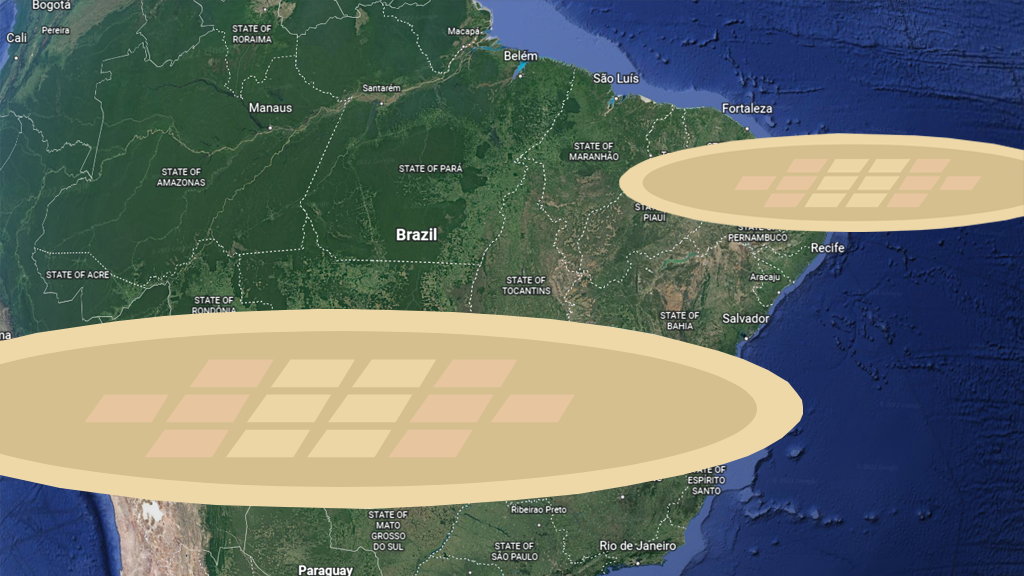 Bogotá
Pereira
Cali
STATE OF
RORAIMA
Macapá
Belém
Santarém
São Luís
Manaus
Fortaleza
STATE OF
MARANHÃO
STATE OF PARÁ
STATE OF
AMAZONAS
PIAUÍ
PERNAMBUCO
Brazil
Recife
STATE OF ACRE
Aracaju
STATE OF
TOCANTINS
STATE OF
RONDÔNIA
STATE OF
BAHIA
Salvador
ESPÍRITO
SANTO
Ribeirao Preto
STATE OF
MATO
GROSSO
DO SUL
STATE OF
SÃO PAULO
Rio de Janeiro
Paraguay